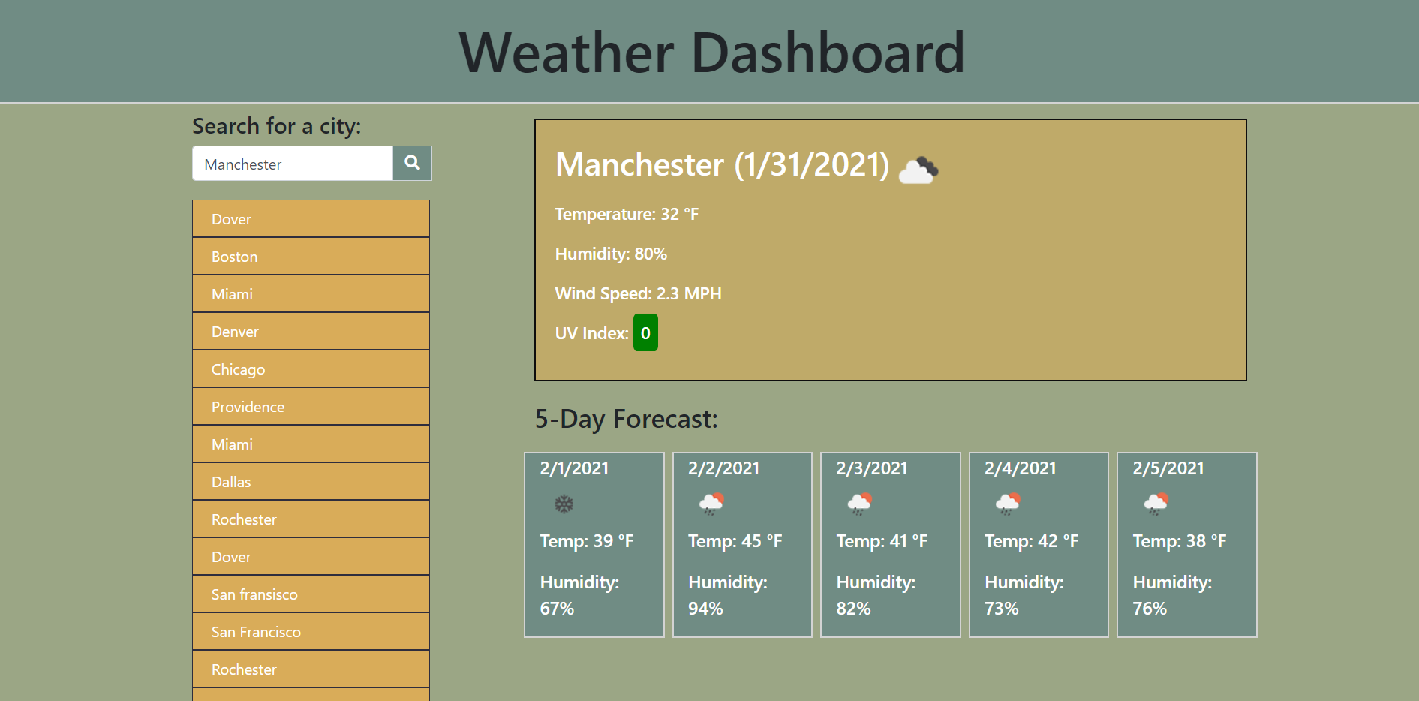 Weather Dashboard
Search for a city:
Manchester
Dover
Boston
Miami
Denver
Chicago
Providence
Miami
Dallas
Rochester
Dover
San fransisco
San Francisco
Rochester
Manchester (1/31/2021)
Temperature: 32 °F
Humidity: 80%
Wind Speed: 2.3 MPH
UV Index: 0
5-Day Forecast:
2/1/2021
Temp: 39 °F
Humidity:
67%
2/2/2021
Temp: 45 °F
Humidity:
94%
2/3/2021
Temp: 41 °F
Humidity:
82%
2/4/2021
Temp: 42 °F
Humidity:
73%
2/5/2021
Temp: 38 °F
Humidity:
76%